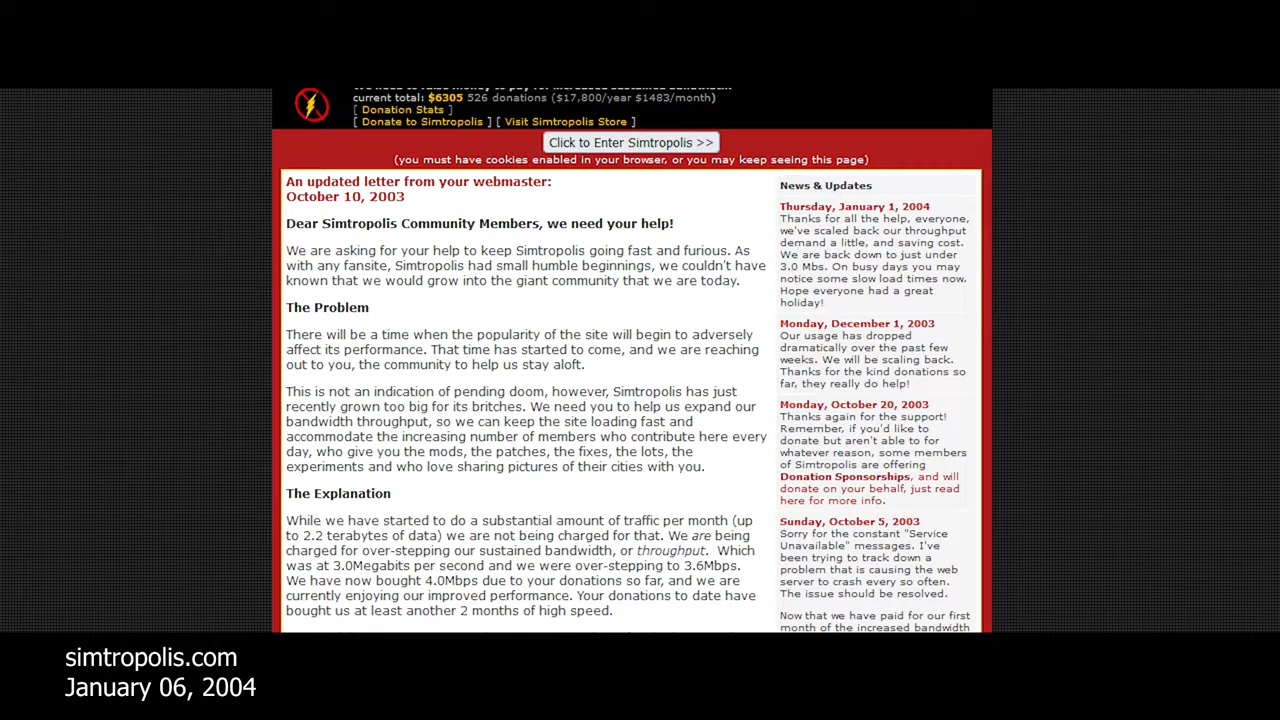 We need to raise money to pay for increased sustained bandwidth.
current total: $6305 526 donations ($17,800/year $1483/month)
[ Donation Stats ]
[ Donate to Simtropolis ] [ Visit Simtropolis Store ]
Click to Enter Simtropolis >>
(you must have cookies enabled in your browser, or you may keep seeing this page)
An updated letter from your webmaster:
October 10, 2003
Dear Simtropolis Community Members, we need your help!
We are asking for your help to keep Simtropolis going fast and furious. As
with any fansite, Simtropolis had small humble beginnings, we couldn't have
known that we would grow into the giant community that we are today.
The Problem
There will be a time when the popularity of the site will begin to adversely
affect its performance. That time has started to come, and we are reaching
out to you, the community to help us stay aloft.
This is not an indication of pending doom, however, Simtropolis has just
recently grown too big for its britches. We need you to help us expand our
bandwidth throughput, so we can keep the site loading fast and
accommodate the increasing number of members who contribute here every
day, who give you the mods, the patches, the fixes, the lots, the
experiments and who love sharing pictures of their cities with you.
The Explanation
While we have started to do a substantial amount of traffic per month (up
to 2.2 terabytes of data) we are not being charged for that. We are being
charged for over-stepping our sustained bandwidth, or throughput. Which
was at 3.0Megabits per second and we were over-stepping to 3.6Mbps.
We have now bought 4.0Mbps due to your donations so far, and we are
currently enjoying our improved performance. Your donations to date have
bought us at least another 2 months of high speed.
News & Updates
Thursday, January 1, 2004
Thanks for all the help, everyone,
we've scaled back our throughput
demand a little, and saving cost.
We are back down to just under
3.0 Mbs. On busy days you may
notice some slow load times now.
Hope everyone had a great
holiday!
Monday, December 1, 2003
Our usage has dropped
dramatically over the past few
weeks. We will be scaling back.
Thanks for the kind donations so
far, they really do help!
Monday, October 20, 2003
Thanks again for the support!
Remember, if you'd like to
donate but aren't able to for
whatever reason, some members
of Simtropolis are offering
Donation Sponsorships, and will
donate on your behalf, just read
here for more info.
Sunday, October 5, 2003
Sorry for the constant "Service
Unavailable" messages. I've
been trying to track down a
problem that is causing the web
server to crash every so often.
The issue should be resolved.
Now that we have paid for our first
month of the increased bandwidth
simtropolis.com
January 06, 2004